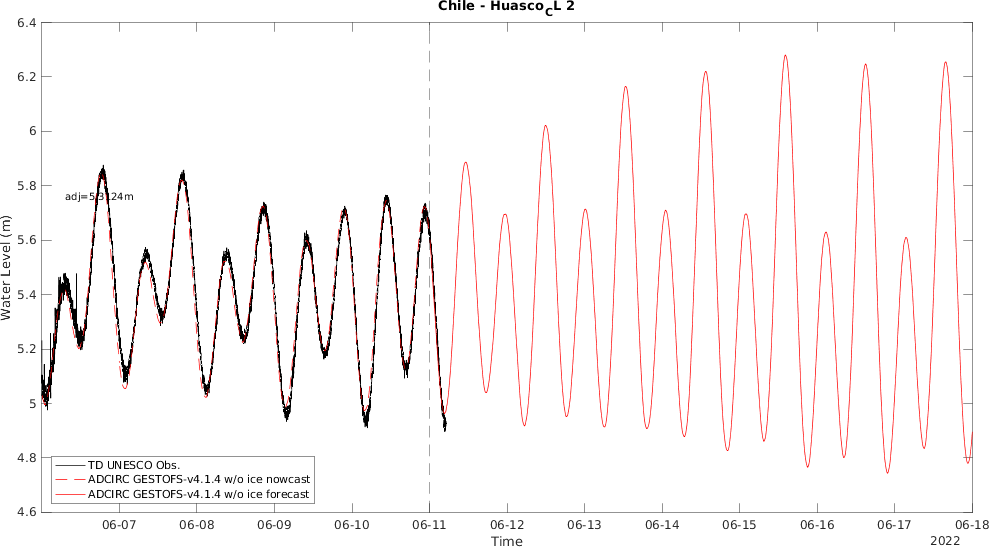 Chile - Huasco_CL 2
Water Level (m)
6.4
6.2
6
5.8
5.6
5.4
5.2
5
4.8
4.6
adj=5.3124m
TD UNESCO Obs.
ADCIRC GESTOFS-v4.1.4 w/o ice nowcast
ADCIRC GESTOFS-v4.1.4 w/o ice forecast
06-07 06-08 06-09 06-10 06-11 06-12 06-13 06-14 06-15 06-16 06-17 06-18
Time
2022